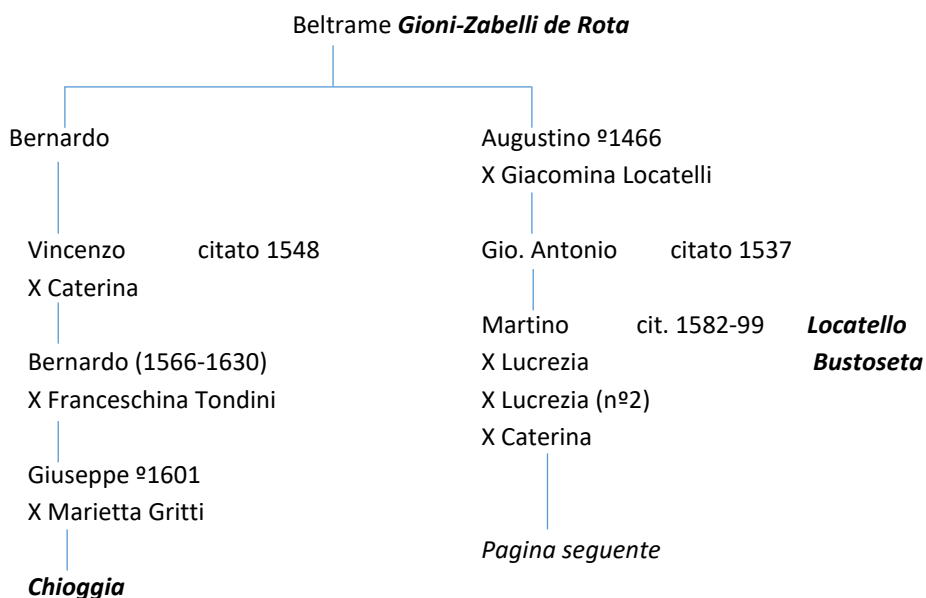 Beltrame Gioni-Zabelli de Rota
Bernardo
Augustino º1466
X Giacomina Locatelli
Vincenzo citato 1548
X Caterina
Gio. Antonio citato 1537
Bernardo (1566-1630)
X Franceschina Tondini
Martino cit. 1582-99 Locatello
X Lucrezia Bustoseta
X Lucrezia (nº2)
X Caterina
Giuseppe º1601
X Marietta Gritti
Chioggia
Pagina seguente